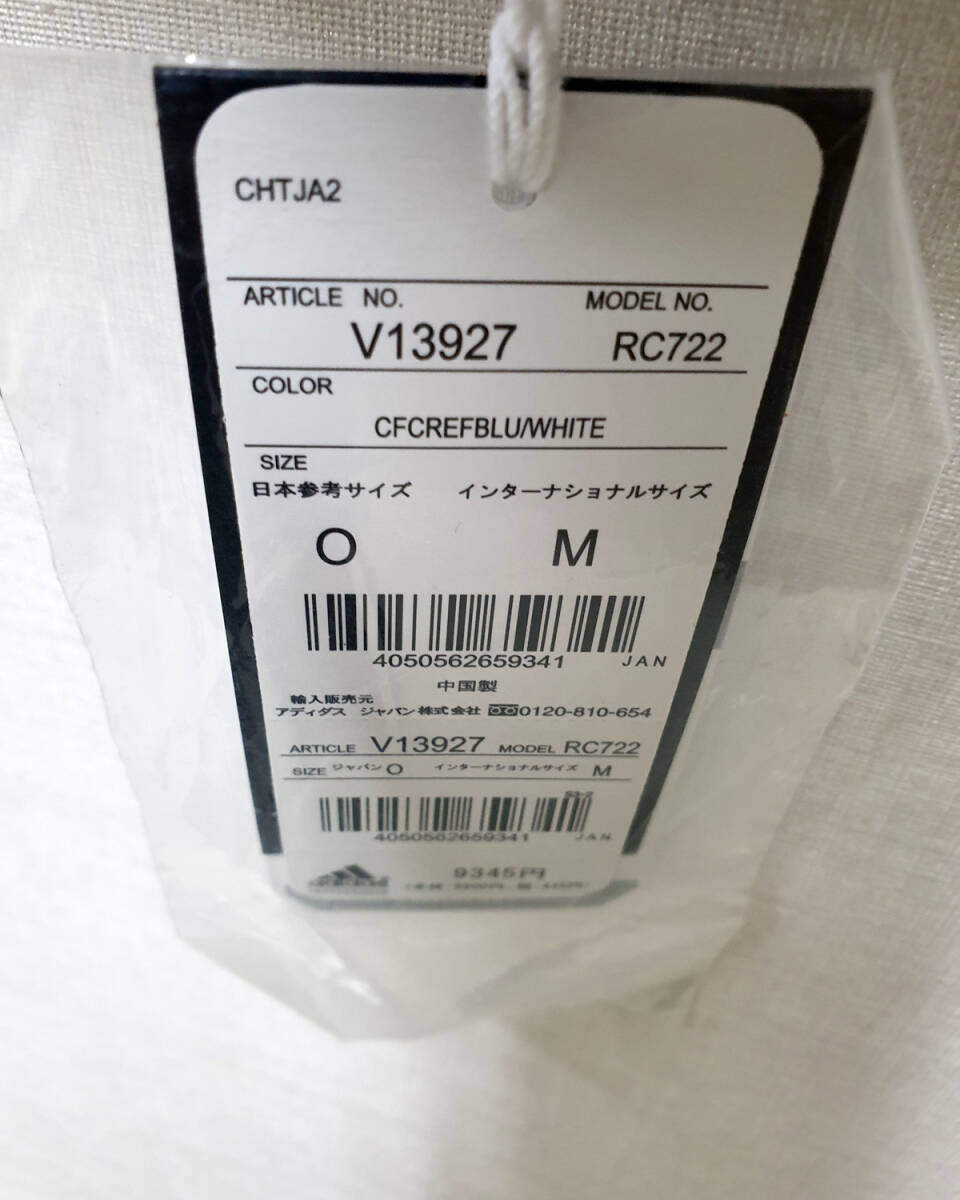 CHTJA2
ARTICLE NO. MODEL NO.
V13927 RC722
COLOR
CFCREFBLU/WHITE
SIZE
日本参考サイズ インターナショナルサイズ
O M
4050562659341 JAN
中国製
輸入販売元
アディダス ジャパン株式会社 0120-810-654
ARTICLE V13927 MODEL RC722
SIZE ジャパン O インターナショナルサイズ M
4050562659341 JAN
9345円